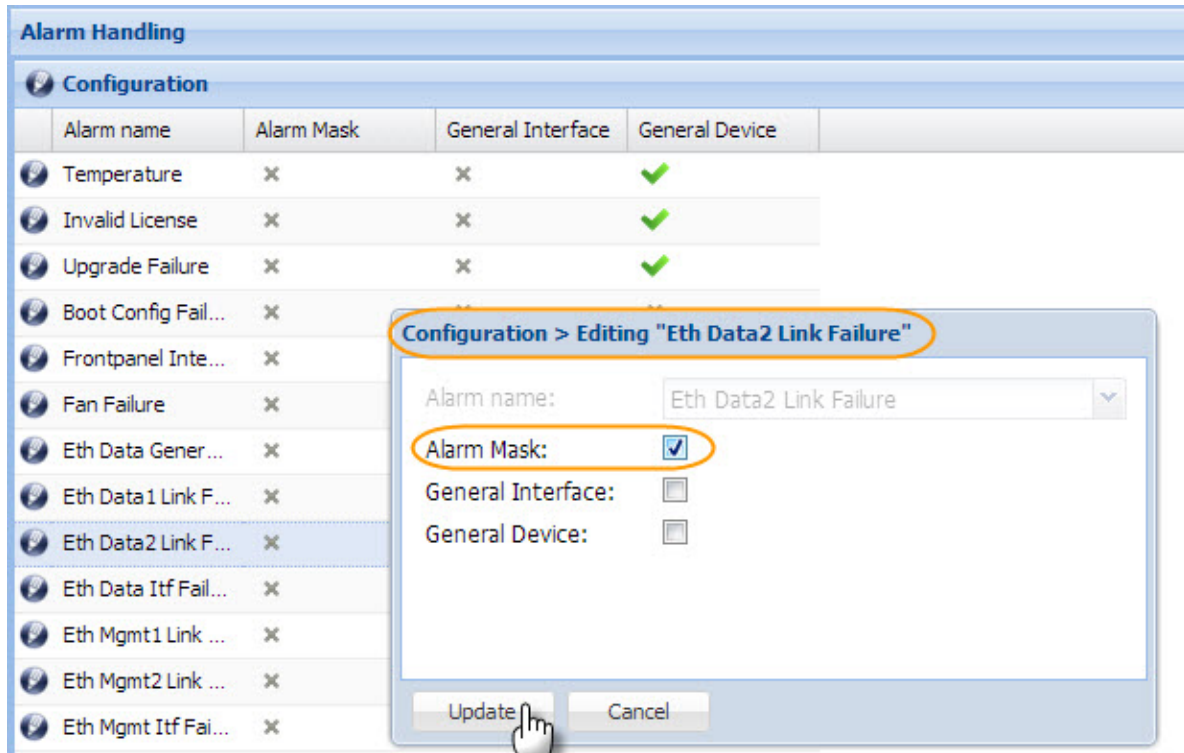 Alarm Handling
Configuration
Alarm name Alarm Mask General Interface General Device
Temperature
Invalid License
Upgrade Failure
Boot Config Fail...
Frontpanel Inte...
Fan Failure
Eth Data Gener...
Eth Data1 Link F...
Eth Data2 Link F...
Eth Data Itf Fail...
Eth Mgmt1 Link ...
Eth Mgmt2 Link ...
Eth Mgmt Itf Fai...
Configuration > Editing "Eth Data2 Link Failure"
Alarm name: Eth Data2 Link Failure
Alarm Mask:
General Interface:
General Device:
Update Cancel